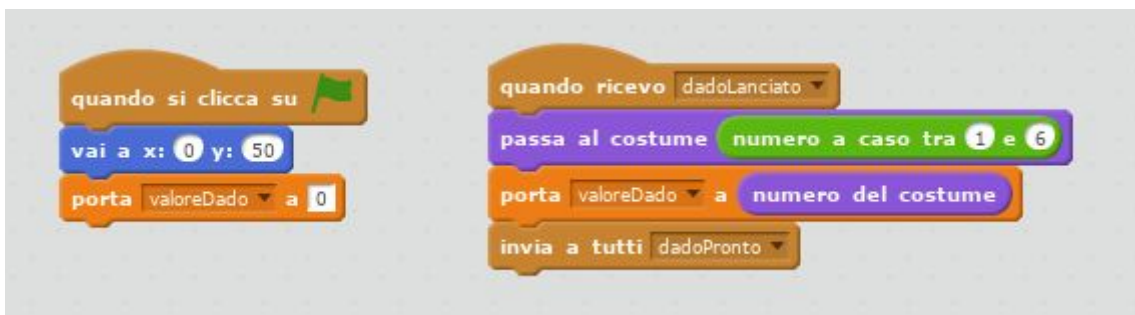 quando si clicca su
vai a x: 0 y: 50
porta valoreDado a 0
quando ricevo dadoLanciato
passa al costume numero a caso tra 1 e 6
porta valoreDado a numero del costume
invia a tutti dadoPronto